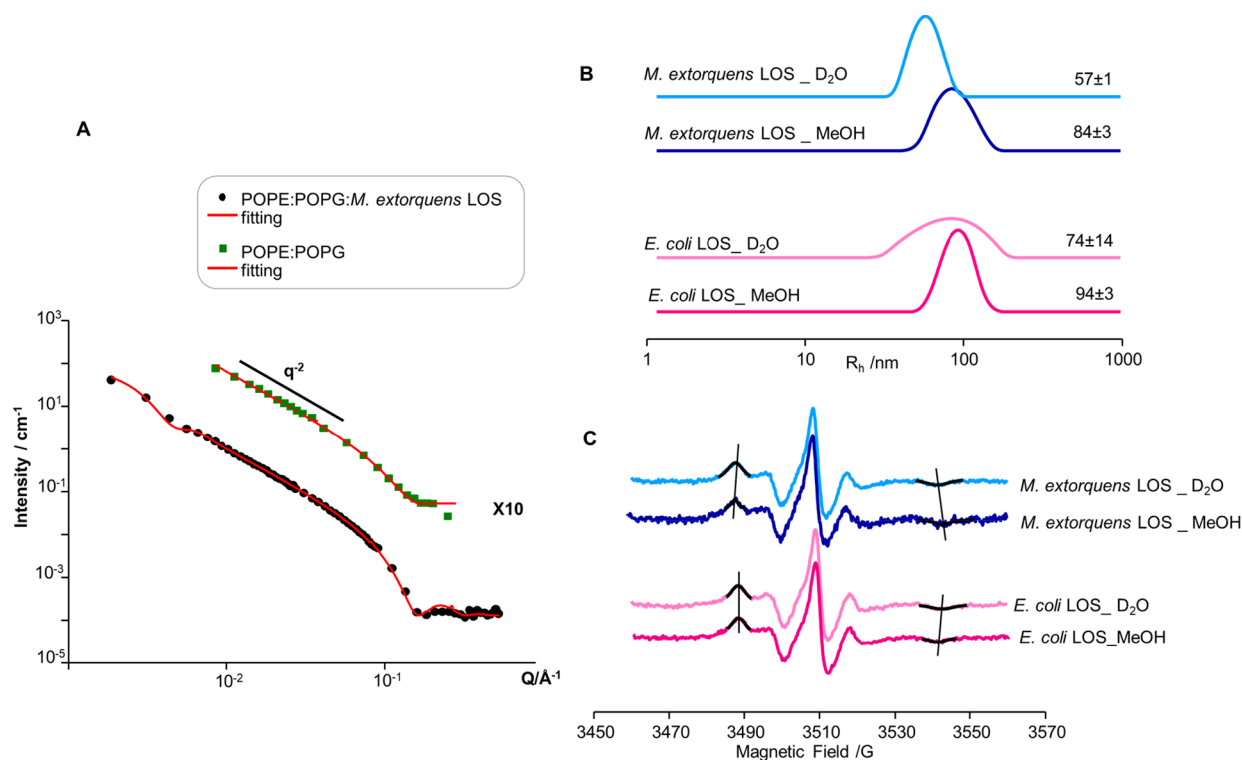 A
POPE:POPG:M. extorquens LOS
fitting
POPE:POPG
fitting
10³
10¹
10⁻¹
10⁻³
10⁻⁵
Intensity / cm⁻¹
q⁻²
X10
10⁻²
10⁻¹
Q/Å⁻¹
B
M. extorquens LOS _ D₂O
57±1
M. extorquens LOS _ MeOH
84±3
E. coli LOS_ D₂O
74±14
E. coli LOS_ MeOH
94±3
1
10
100
1000
Rₕ /nm
C
M. extorquens LOS _ D₂O
M. extorquens LOS _ MeOH
E. coli LOS_ D₂O
E. coli LOS_MeOH
3450
3470
3490
3510
3530
3550
3570
Magnetic Field /G